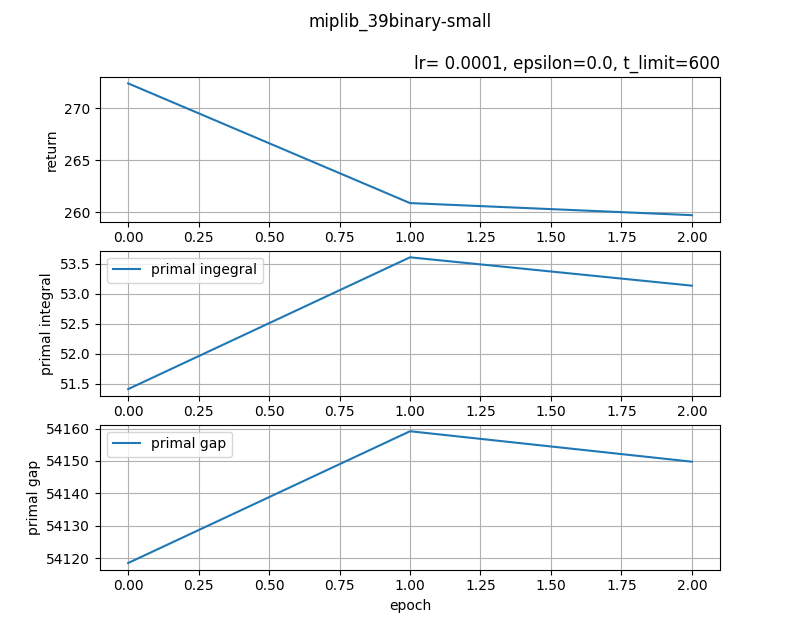 miplib_39binary-small
lr= 0.0001, epsilon=0.0, t_limit=600
270
265
260
return
0.00 0.25 0.50 0.75 1.00 1.25 1.50 1.75 2.00
primal ingegral
53.5
53.0
52.5
52.0
51.5
primal integral
0.00 0.25 0.50 0.75 1.00 1.25 1.50 1.75 2.00
primal gap
54160
54150
54140
54130
54120
primal gap
0.00 0.25 0.50 0.75 1.00 1.25 1.50 1.75 2.00
epoch